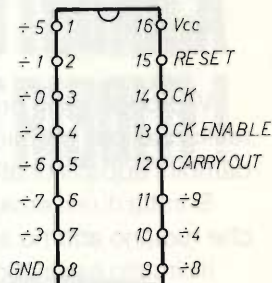 ÷5 1 16 Vcc
÷1 2 15 RESET
÷0 3 14 CK
÷2 4 13 CK ENABLE
÷6 5 12 CARRY OUT
÷7 6 11 ÷9
÷3 7 10 ÷4
GND 8 9 ÷8